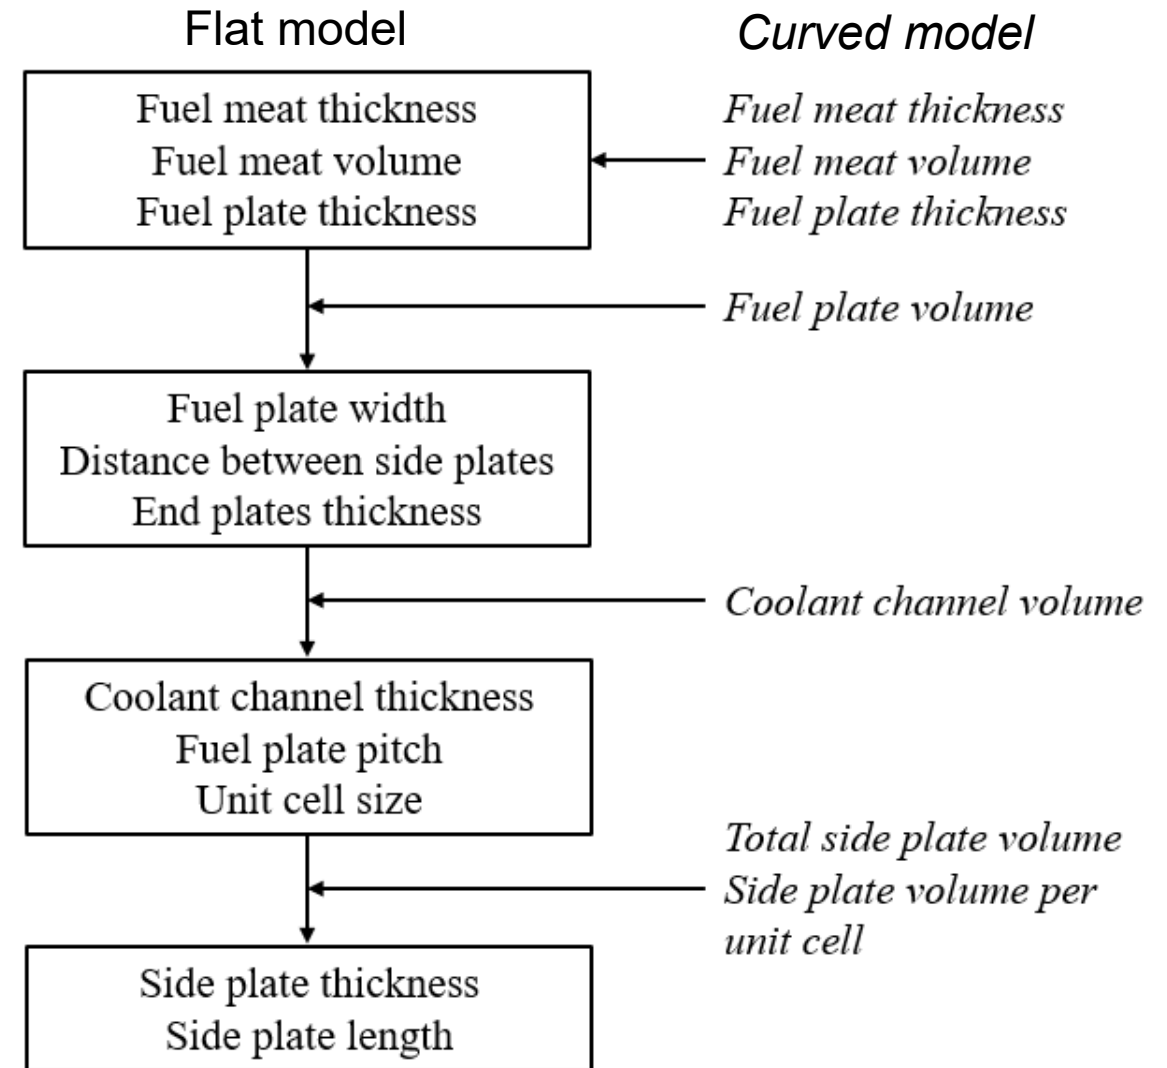 Flat model
Curved model
Fuel meat thickness
Fuel meat volume
Fuel plate thickness
Fuel meat thickness
Fuel meat volume
Fuel plate thickness
Fuel plate volume
Fuel plate width
Distance between side plates
End plates thickness
Coolant channel volume
Coolant channel thickness
Fuel plate pitch
Unit cell size
Total side plate volume
Side plate volume per
unit cell
Side plate thickness
Side plate length